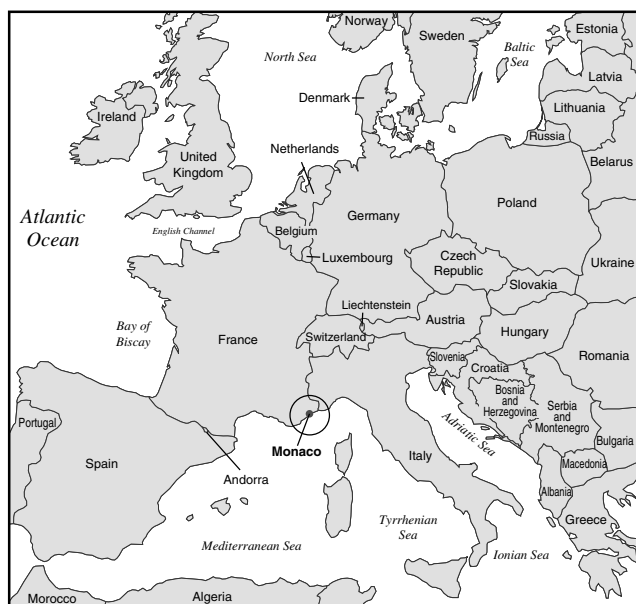 Norway
Sweden
Estonia
North Sea
Baltic
Sea
Latvia
Denmark
Lithuania
Ireland
Russia
Netherlands
United
Kingdom
Belarus
Poland
Atlantic
Ocean
Germany
English Channel
Belgium
Luxembourg
Czech
Republic
Ukraine
Slovakia
Liechtenstein
Bay of
Biscay
France
Switzerland
Austria
Hungary
Slovenia
Romania
Croatia
Bosnia
and
Herzegovina
Serbia
and
Montenegro
Portugal
Adriatic Sea
Bulgaria
Monaco
Italy
Spain
Andorra
Macedonia
Albania
Greece
Tyrrhenian
Sea
Mediterranean Sea
Ionian Sea
Morocco
Algeria